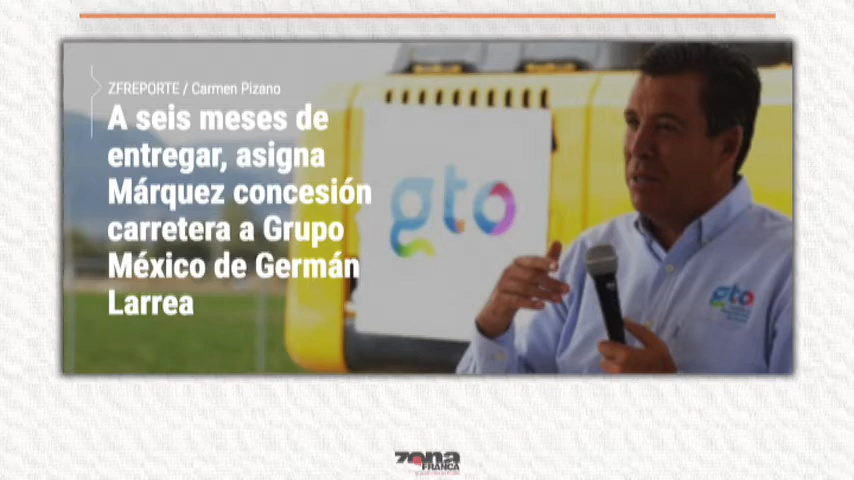 ZFREPORTE / Carmen Pizano
A seis meses de
entregar, asigna
Márquez concesión
carretera a Grupo
México de Germán
Larrea
gto
gto
zona
FRANCA